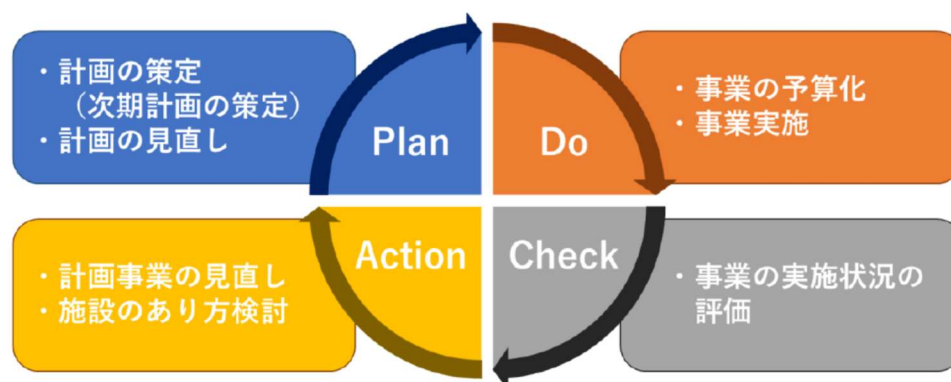 ・計画の策定
（次期計画の策定）
・計画の見直し
Plan
Do
・事業の予算化
・事業実施
・計画事業の見直し
・施設のあり方検討
Action
Check
・事業の実施状況の
評価